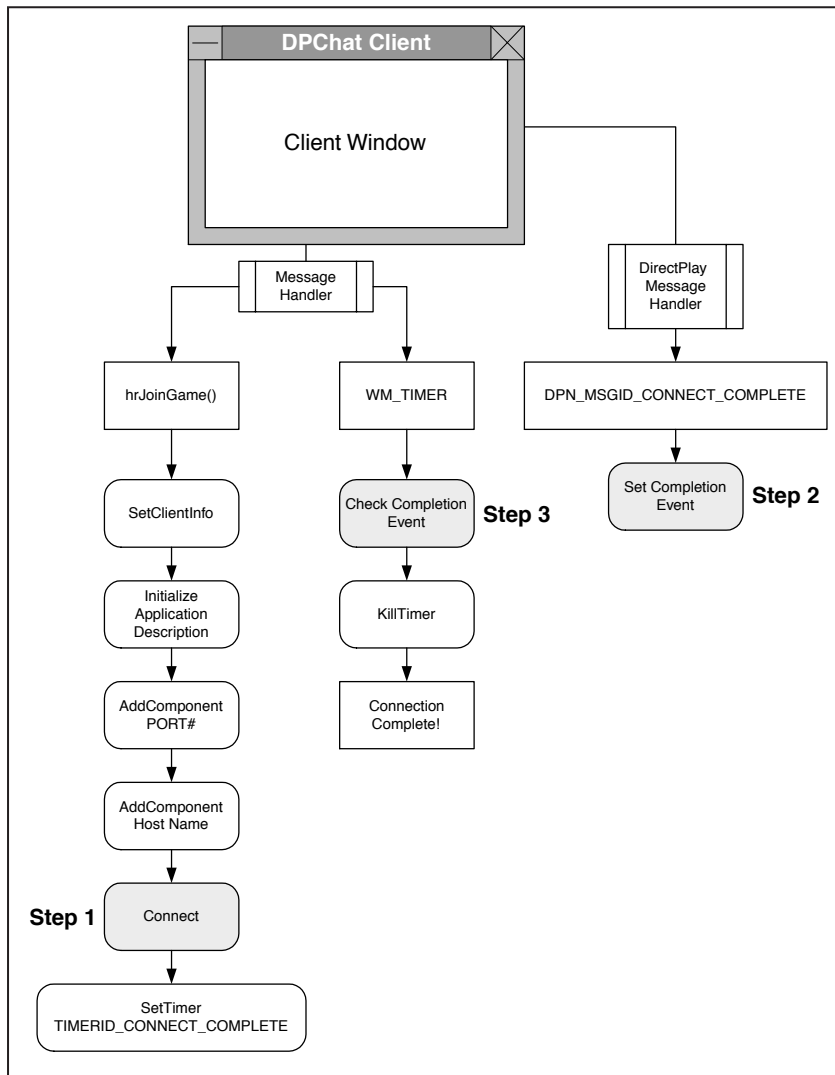 DPChat Client
Client Window
Message
Handler
DirectPlay
Message
Handler
hrJoinGame()
WM_TIMER
DPN_MSGID_CONNECT_COMPLETE
SetClientInfo
Check Completion
Event
Step 3
Set Completion
Event
Step 2
Initialize
Application
Description
KillTimer
AddComponent
PORT#
Connection
Complete!
AddComponent
Host Name
Step 1
Connect
SetTimer
TIMERID_CONNECT_COMPLETE